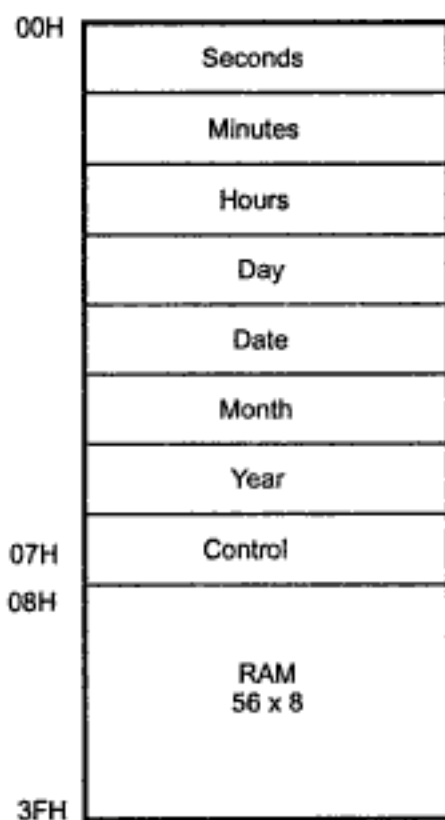 00H
Seconds
Minutes
Hours
Day
Date
Month
Year
07H
Control
08H
RAM
56 x 8
3FH